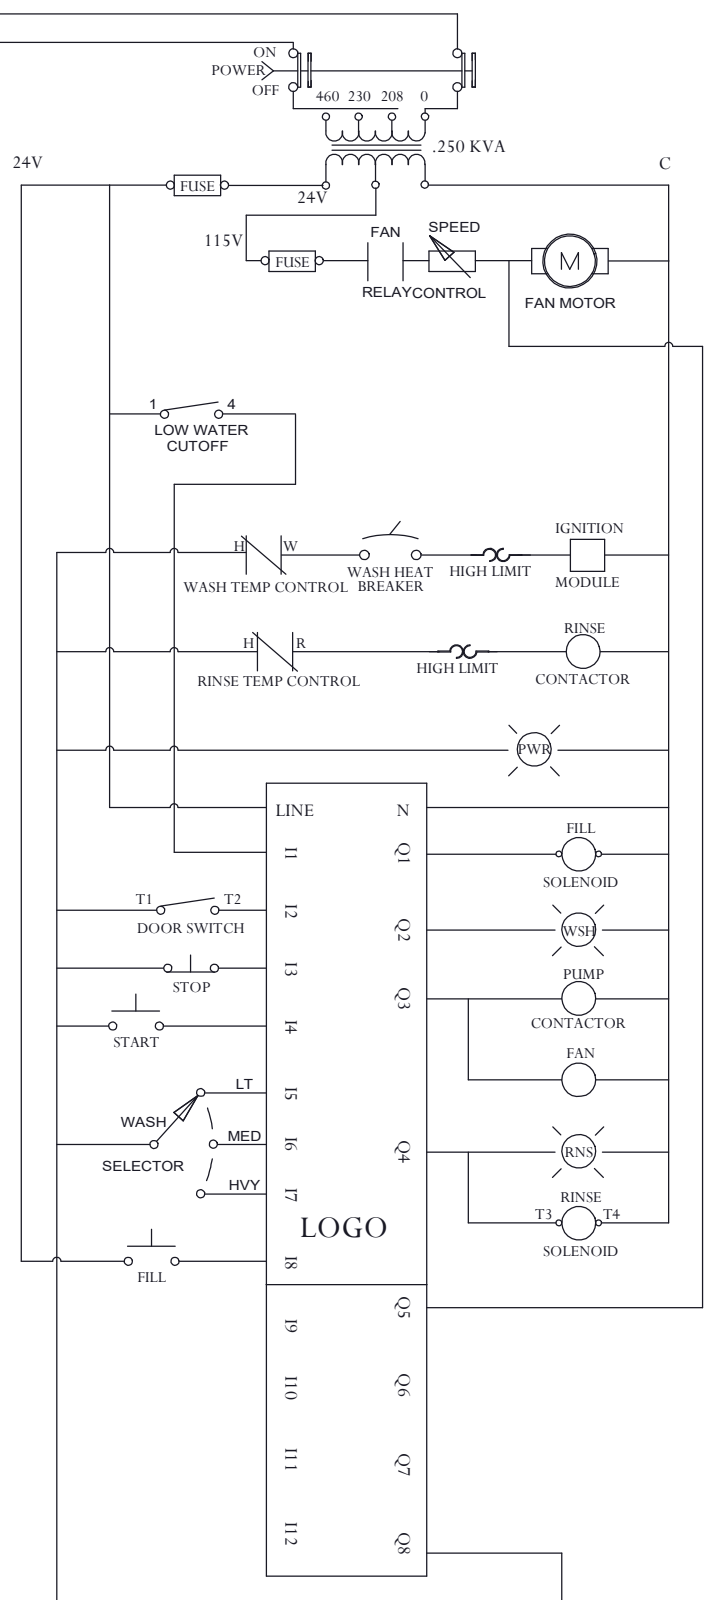 ON
POWER
OFF
460 230 208 0
.250 KVA
24V
C
FUSE
24V
115V
FUSE
FAN
RELAY
SPEED
CONTROL
M
FAN MOTOR
1 4
LOW WATER
CUTOFF
H W
WASH TEMP CONTROL
WASH HEAT
BREAKER
HIGH LIMIT
IGNITION
MODULE
H R
RINSE TEMP CONTROL
HIGH LIMIT
RINSE
CONTACTOR
PWR
LINE N
I1 Q1
FILL
SOLENOID
T1 T2
DOOR SWITCH
I2 Q2
WSH
STOP
I3 Q3
PUMP
CONTACTOR
START
I4
FAN
LT
I5
WASH
SELECTOR
MED
I6 Q4
RNS
HVY
I7
RINSE
T3 T4
SOLENOID
LOGO
FILL
I8
Q5
I9
I10 Q6
I11 Q7
I12 Q8